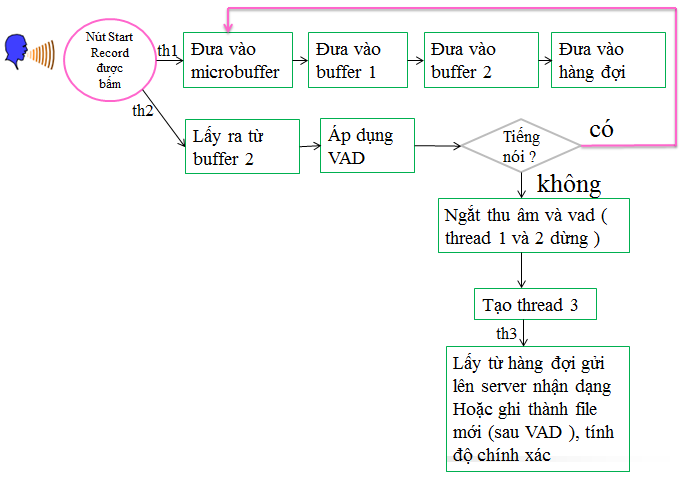 Nút Start
Record
được
bấm
th1
Đưa vào
microbuffer
Đưa vào
buffer 1
Đưa vào
buffer 2
Đưa vào
hàng đợi
th2
Lấy ra từ
buffer 2
Áp dụng
VAD
Tiếng
nói ?
có
không
Ngắt thu âm và vad (
thread 1 và 2 dừng )
Tạo thread 3
th3
Lấy từ hàng đợi gửi
lên server nhận dạng
Hoặc ghi thành file
mới (sau VAD ), tính
độ chính xác